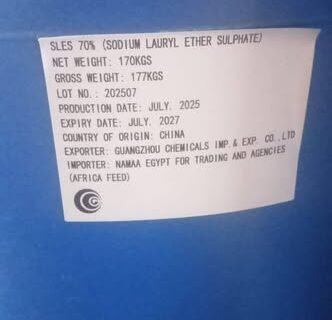 SLES 70% (SODIUM LAURYL ETHER SULPHATE)
NET WEIGHT: 170KGS
GROSS WEIGHT: 177KGS
LOT NO.: 202507
PRODUCTION DATE: JULY. 2025
EXPIRY DATE: JULY. 2027
COUNTRY OF ORIGIN: CHINA
EXPORTER: GUANGZHOU CHEMICALS IMP.& EXP. CO.,LTD
IMPORTER: NAMAA EGYPT FOR TRADING AND AGENCIES
(AFRICA FEED)